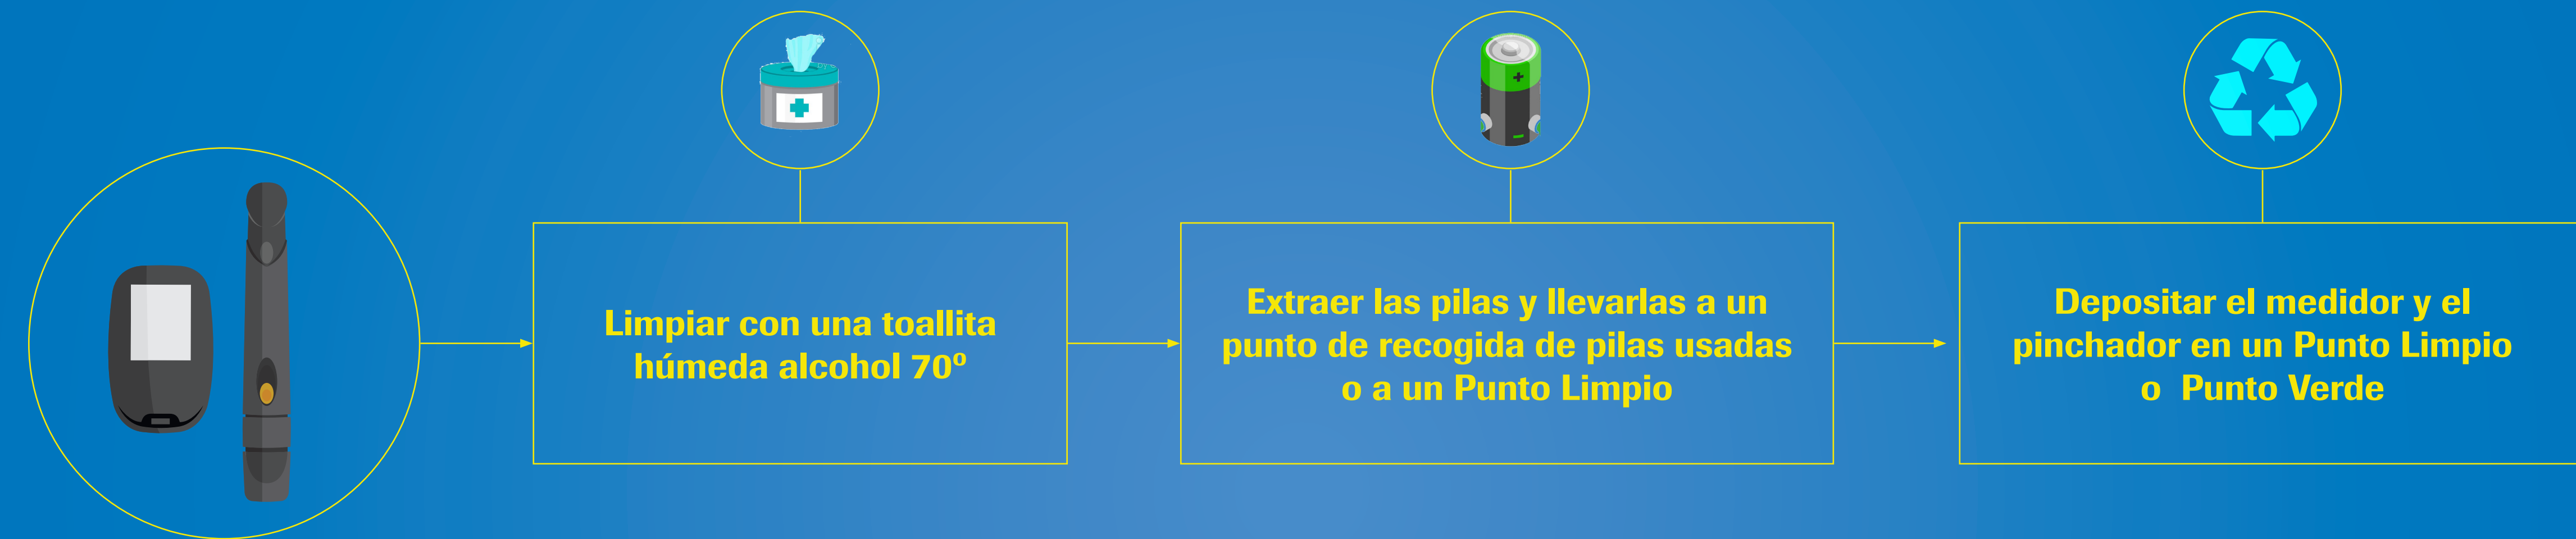 Limpiar con una toallita
húmeda alcohol 70º
Extraer las pilas y llevarlas a un
punto de recogida de pilas usadas
o a un Punto Limpio
Depositar el medidor y el
pinchador en un Punto Limpio
o  Punto Verde